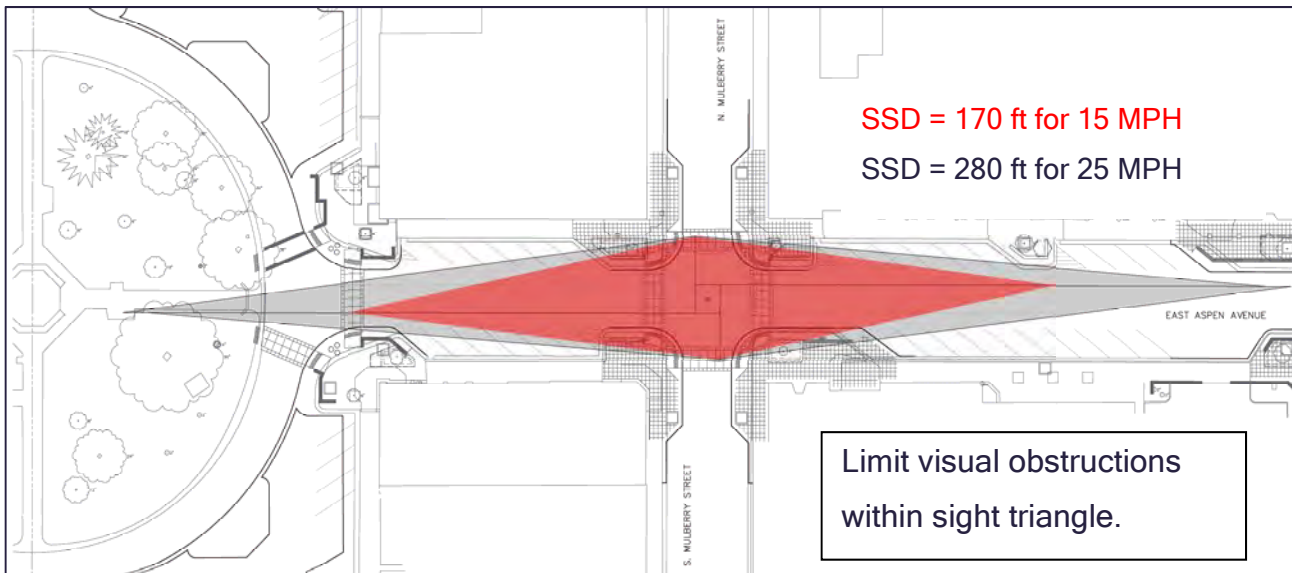 N MULBERRY STREET
SSD = 170 ft for 15 MPH
SSD = 280 ft for 25 MPH
EAST ASPEN AVENUE
S. MULBERRY STREET
Limit visual obstructions
within sight triangle.